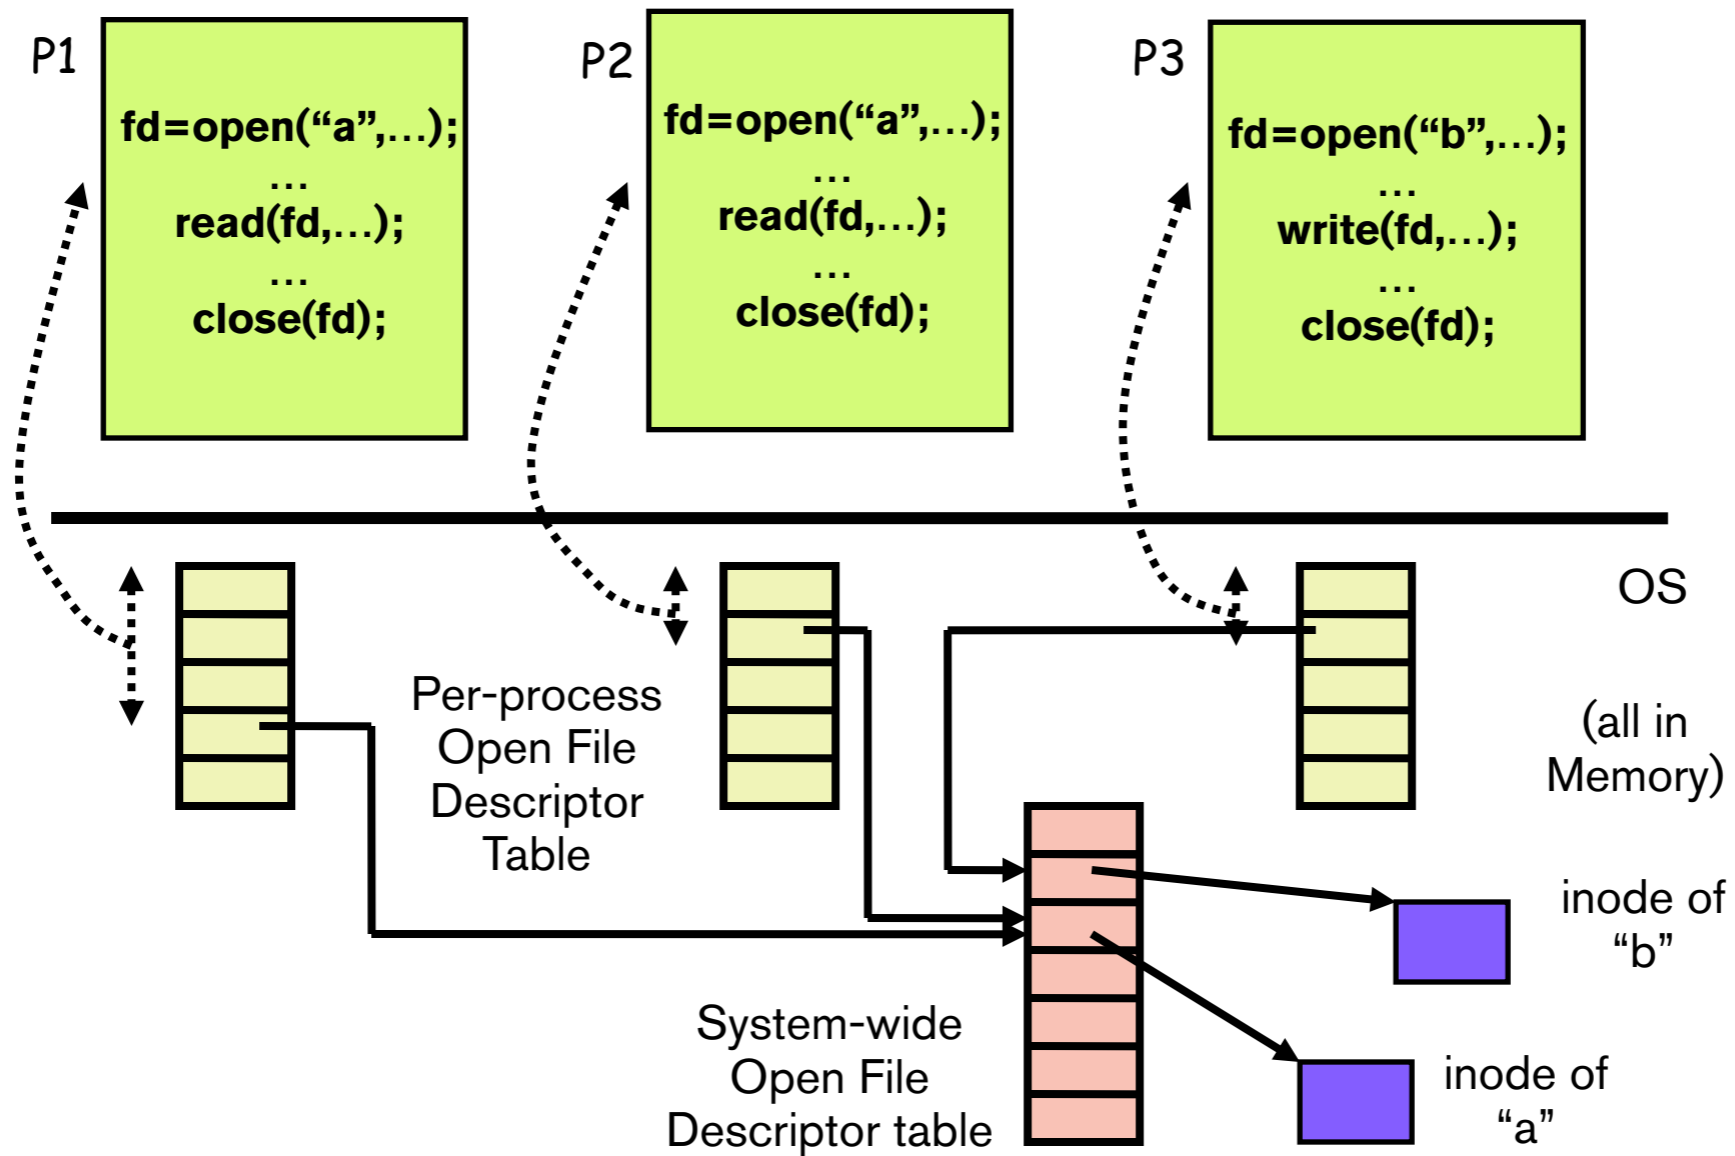 P1
fd=open(“a”,...);
...
read(fd,...);
...
close(fd);
P2
fd=open(“a”,...);
...
read(fd,...);
...
close(fd);
P3
fd=open(“b”,...);
...
write(fd,...);
...
close(fd);
OS
(all in
Memory)
Per-process
Open File
Descriptor
Table
inode of
“b”
System-wide
Open File
Descriptor table
inode of
“a”